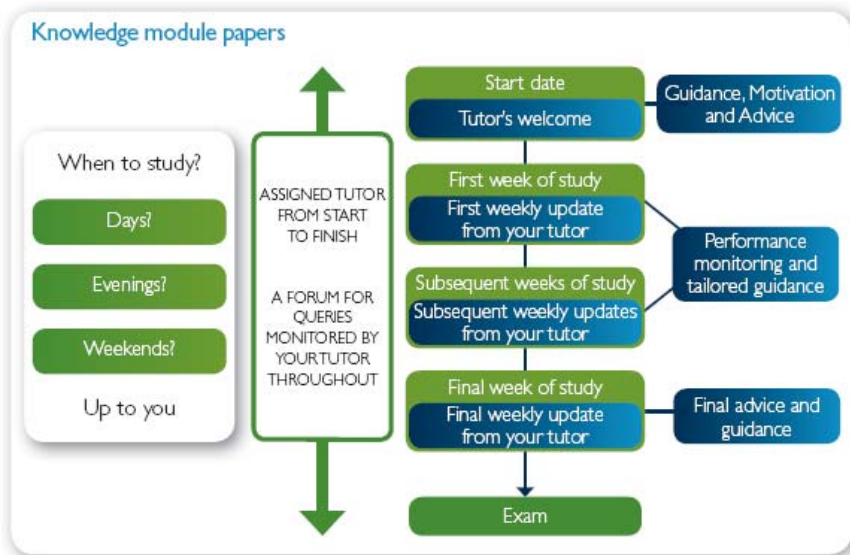 Knowledge module papers
When to study?
Days?
Evenings?
Weekends?
Up to you
ASSIGNED TUTOR
FROM START
TO FINISH
A FORUM FOR
QUERIES
MONITORED BY
YOUR TUTOR
THROUGHOUT
Start date
Tutor's welcome
Guidance, Motivation
and Advice
First week of study
First weekly update
from your tutor
Subsequent weeks of study
Subsequent weekly updates
from your tutor
Performance
monitoring and
tailored guidance
Final week of study
Final weekly update
from your tutor
Final advice and
guidance
Exam